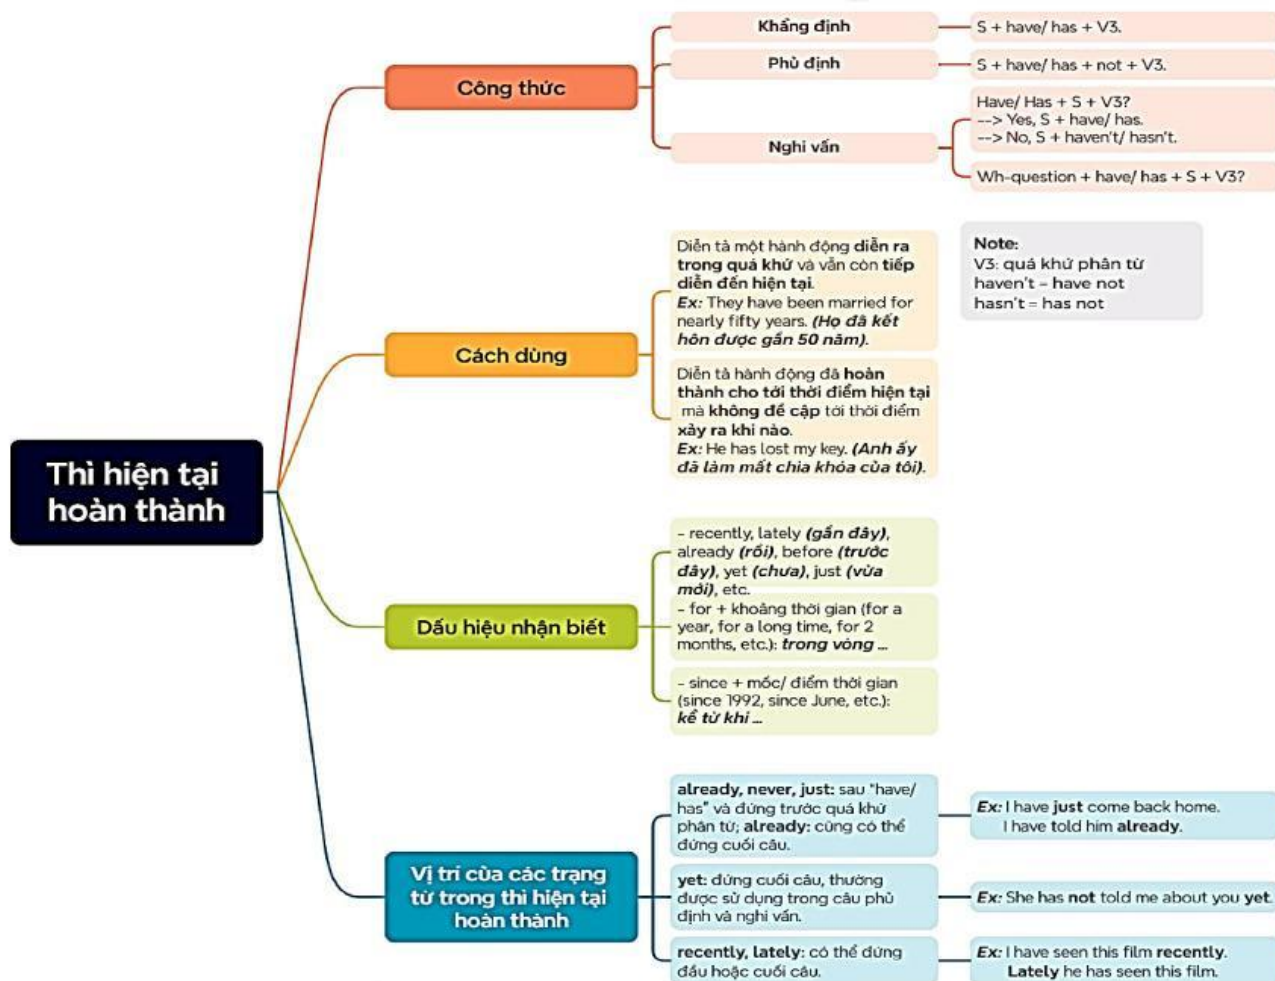 Thì hiện tại
hoàn thành
Công thức
Khẳng định
S + have/ has + V3.
Phủ định
S + have/ has + not + V3.
Nghi vấn
Have/ Has + S + V3?
--> Yes, S + have/ has.
--> No, S + haven't/ hasn't.
Wh-question + have/ has + S + V3?
Note:
V3: quá khứ phân từ
haven't = have not
hasn't = has not
Cách dùng
Diễn tả một hành động diễn ra
trong quá khứ và vẫn còn tiếp
diễn đến hiện tại.
Ex: They have been married for
nearly fifty years. (Họ đã kết
hôn được gần 50 năm).
Diễn tả hành động đã hoàn
thành cho tới thời điểm hiện tại
mà không đề cập tới thời điểm
xảy ra khi nào.
Ex: He has lost my key. (Anh ấy
đã làm mất chìa khóa của tôi).
Dấu hiệu nhận biết
- recently, lately (gần đây),
already (rồi), before (trước
đây), yet (chưa), just (vừa
mới), etc.
- for + khoảng thời gian (for a
year, for a long time, for 2
months, etc.): trong vòng ...
- since + mốc/ điểm thời gian
(since 1992, since June, etc.):
kể từ khi ...
Vị trí của các trạng
từ trong thì hiện tại
hoàn thành
already, never, just: sau "have/
has" và đứng trước quá khứ
phân từ; already: cũng có thể
đứng cuối câu.
Ex: I have just come back home.
I have told him already.
yet: đứng cuối câu, thường
được sử dụng trong câu phủ
định và nghi vấn.
Ex: She has not told me about you yet.
recently, lately: có thể đứng
đầu hoặc cuối câu.
Ex: I have seen this film recently.
Lately he has seen this film.